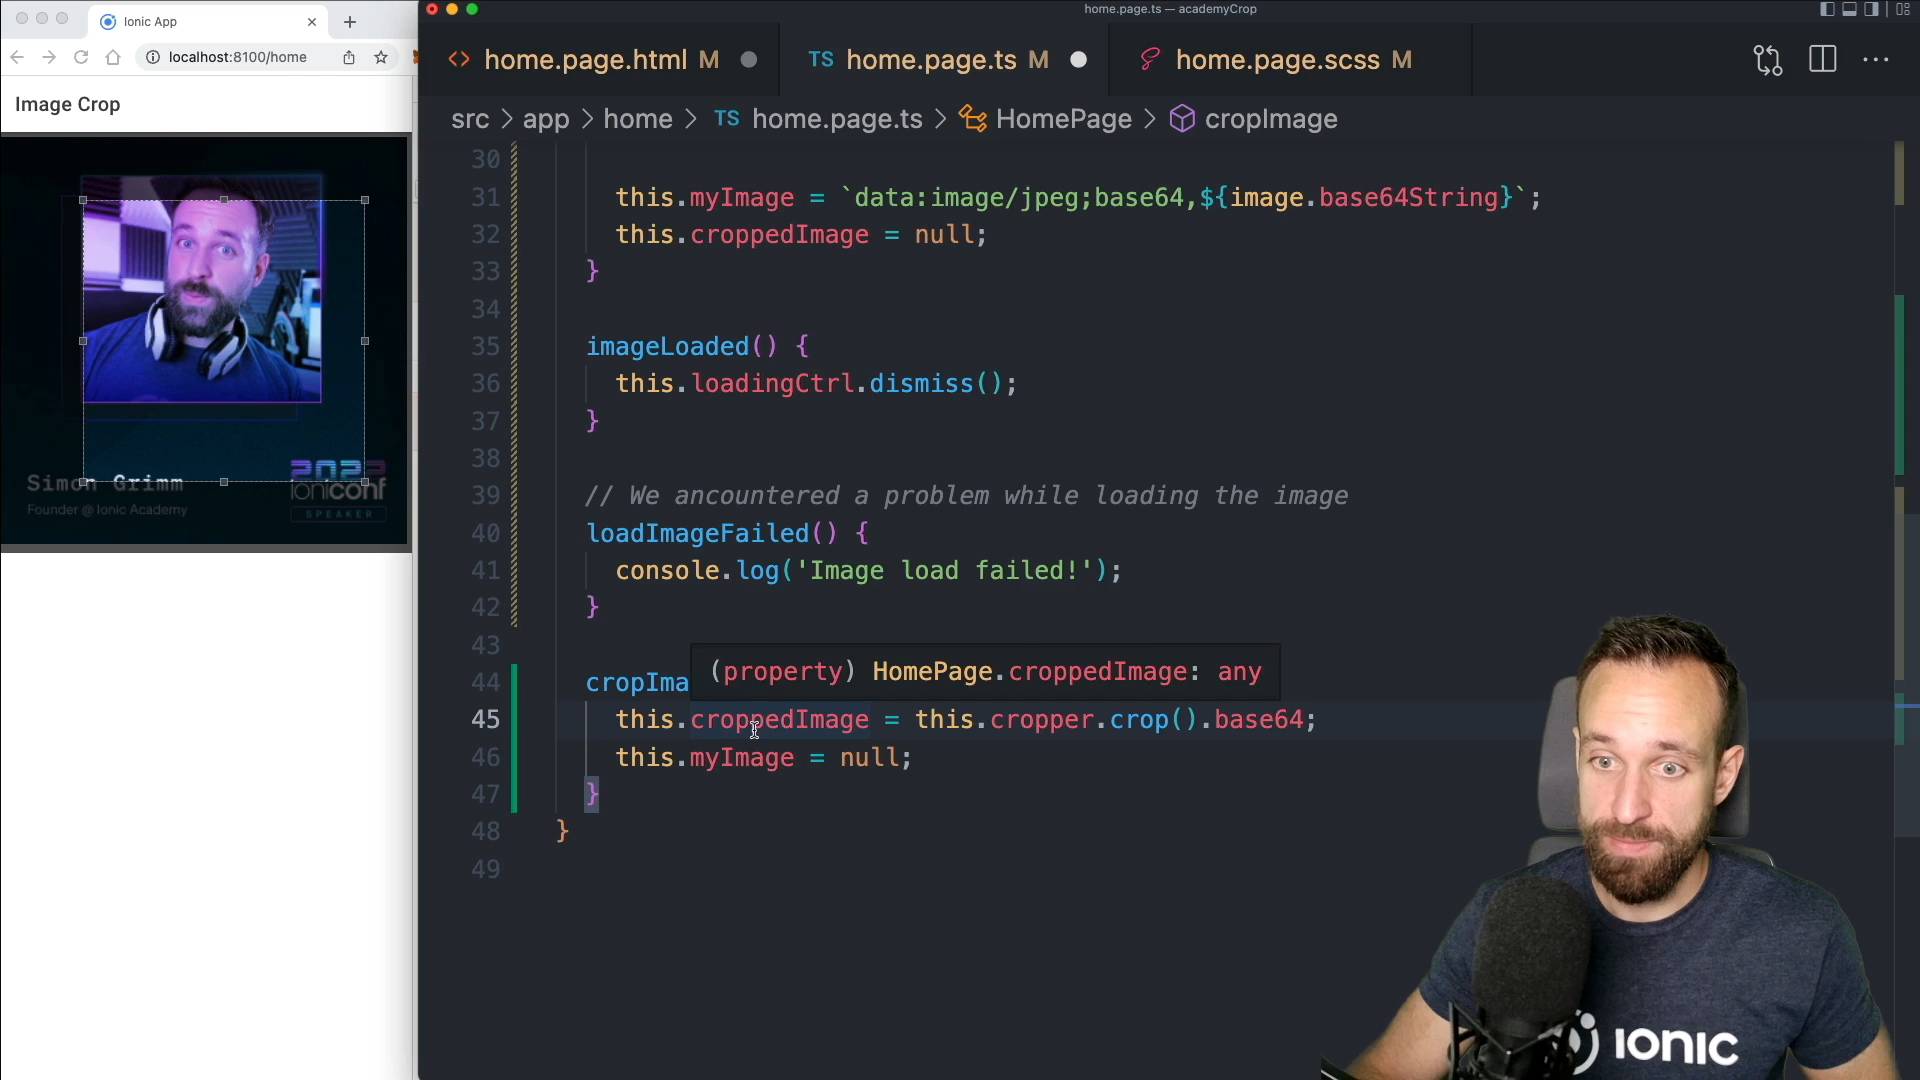 Ionic App
localhost:8100/home
Image Crop
Simon Grimm
Founder @ Ionic Academy
2022
ioniconf
SPEAKER
home.page.ts — academyCrop
home.page.html M
TS home.page.ts M
home.page.scss M
src > app > home > TS home.page.ts > HomePage > cropImage
30
31 this.myImage = `data:image/jpeg;base64,${image.base64String}`;
32 this.croppedImage = null;
33 }
34
35 imageLoaded() {
36 this.loadingCtrl.dismiss();
37 }
38
39 // We ancountered a problem while loading the image
40 loadImageFailed() {
41 console.log('Image load failed!');
42 }
43
(property) HomePage.croppedImage: any
44 cropIma
45 this.croppedImage = this.cropper.crop().base64;
46 this.myImage = null;
47 }
48 }
49
IONIC